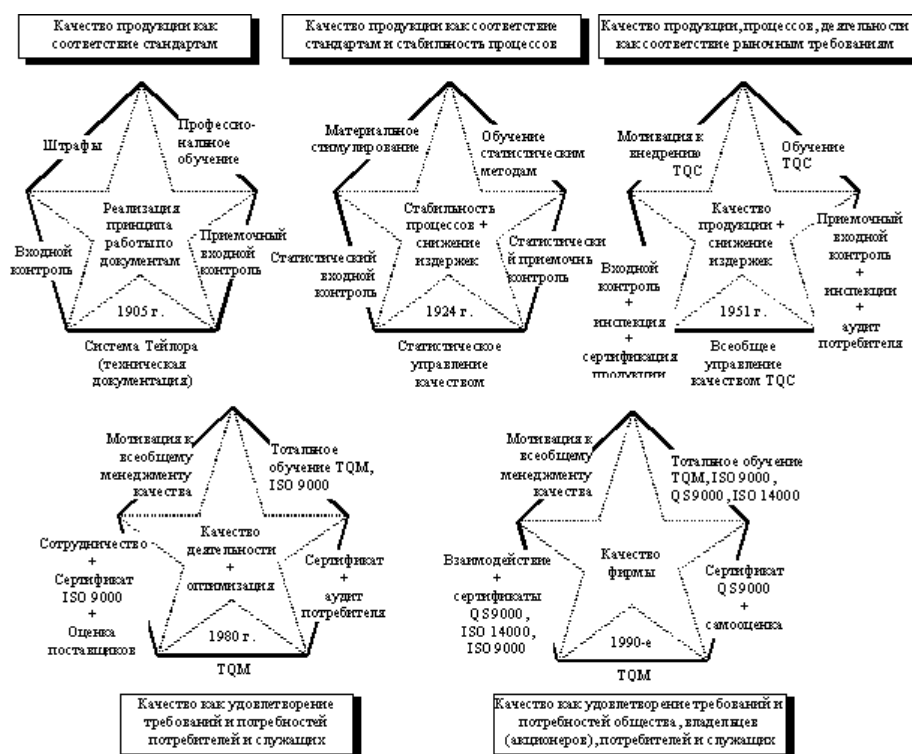 Качество продукции как
соответствие стандартам
Качество продукции как соответствие
стандартам и стабильность процессов
Качество продукции, процессов, деятельности
как соответствие рыночным требованиям
Штрафы
Профессио-
нальное
обучение
Реализация
принципа
работы по
документам
Входной
контроль
Приемочный
входной
контроль
1905 г.
Система Тейлора
(техническая
документация)
Материальное
стимулирование
Обучение
статистическим
методам
Стабильность
процессов +
снижение
издержек
Статистический
входной
контроль
Статистически
й приемочн
контроль
1924 г.
Статистическое
управление
качеством
Мотивация к
внедрению
TQC
Обучение
TQC
Качество
продукции +
снижение
издержек
Входной
контроль
+
инспекция
+
сертификация
продукции
Приемочный
входной
контроль
+
инспекции
+
аудит
потребителя
1951 г.
Всеобщее
управление
качеством TQC
Мотивация к
всеобщему
менеджменту
качества
Тотальное
обучение TQM,
ISO 9000
Качество
деятельности
+
оптимизация
Сотрудничество
+
Сертификат
ISO 9000
+
Оценка
поставщиков
Сертификат
+
аудит
потребителя
1980 г.
TQM
Мотивация к
всеобщему
менеджменту
качества
Тотальное обучение
TQM, ISO 9000,
QS9000, ISO 14000
Качество
фирмы
Взаимодействие
+
сертификаты
QS9000,
ISO 14000,
ISO 9000
Сертификат
QS9000
+
самооценка
1990-е
TQM
Качество как удовлетворение
требований и потребностей
потребителей и служащих
Качество как удовлетворение требований и
потребностей общества, владельцев
(акционеров), потребителей и служащих